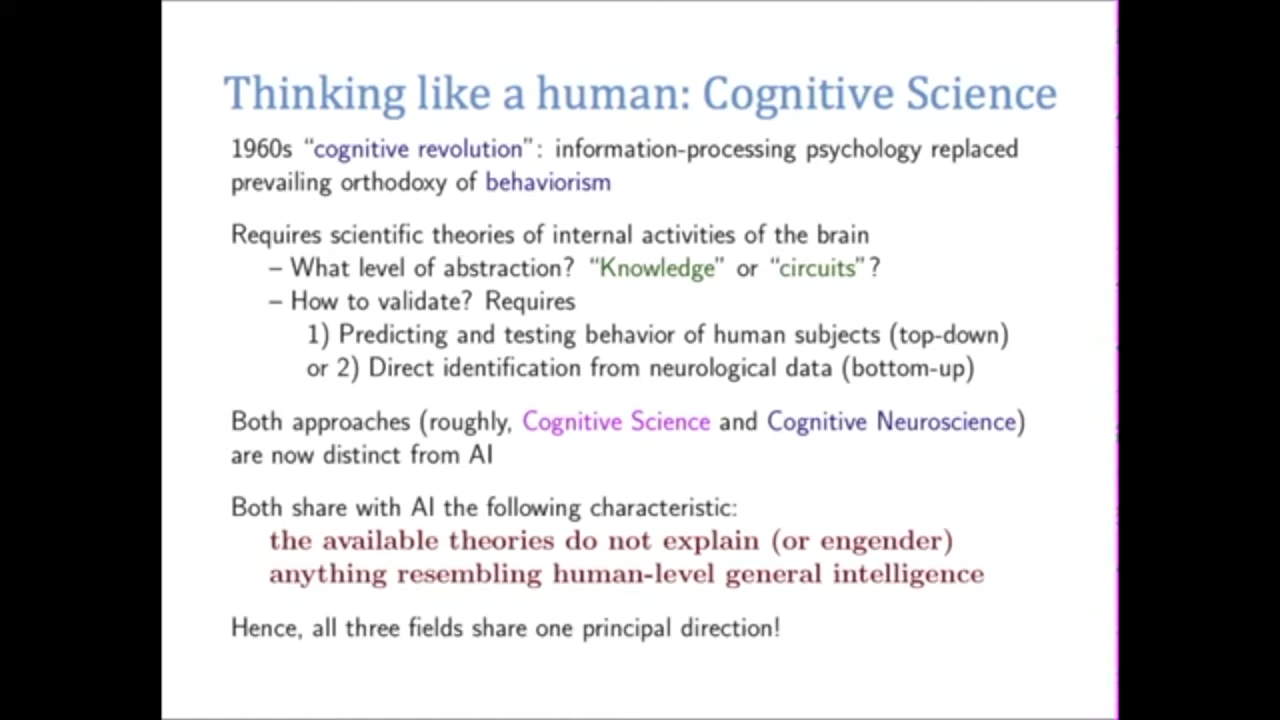 Thinking like a human: Cognitive Science
1960s “cognitive revolution”: information-processing psychology replaced
prevailing orthodoxy of behaviorism
Requires scientific theories of internal activities of the brain
– What level of abstraction? “Knowledge” or “circuits”?
– How to validate? Requires
1) Predicting and testing behavior of human subjects (top-down)
or 2) Direct identification from neurological data (bottom-up)
Both approaches (roughly, Cognitive Science and Cognitive Neuroscience)
are now distinct from AI
Both share with AI the following characteristic:
the available theories do not explain (or engender)
anything resembling human-level general intelligence
Hence, all three fields share one principal direction!